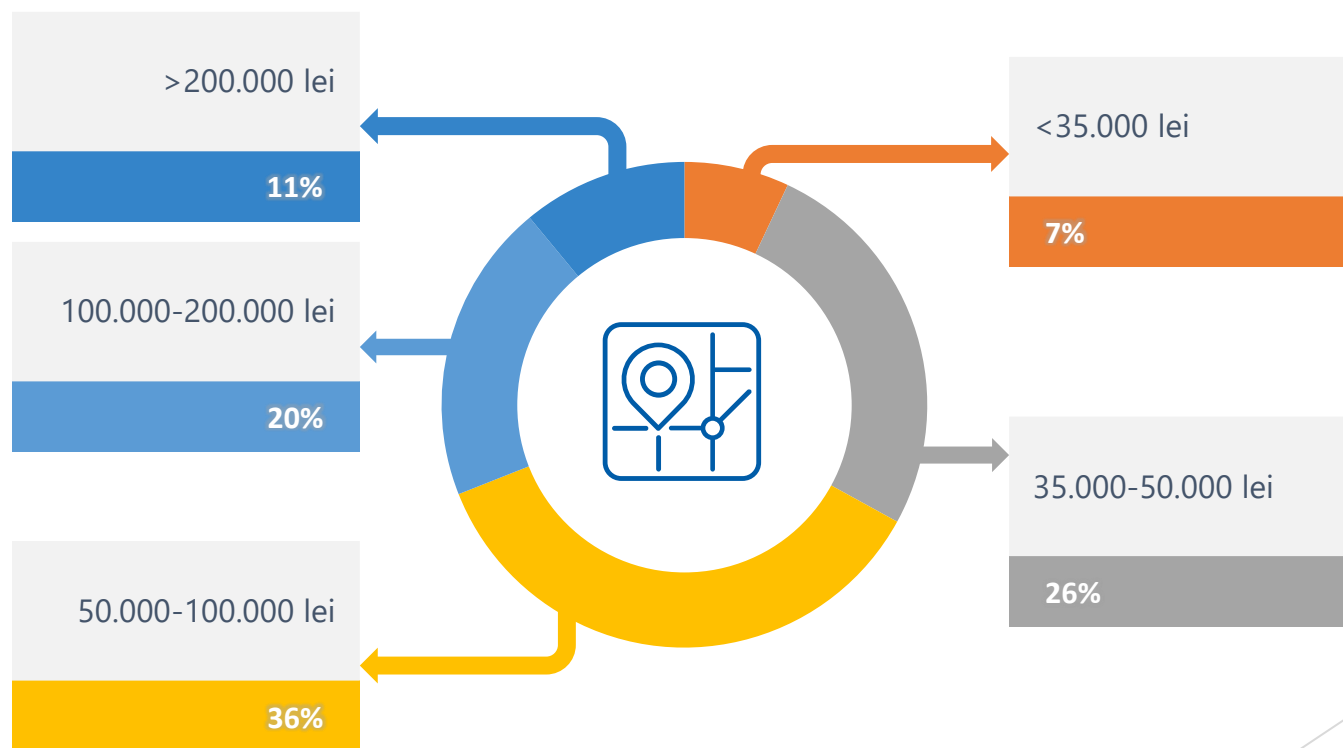 >200.000 lei
11%
100.000-200.000 lei
20%
50.000-100.000 lei
36%
<35.000 lei
7%
35.000-50.000 lei
26%